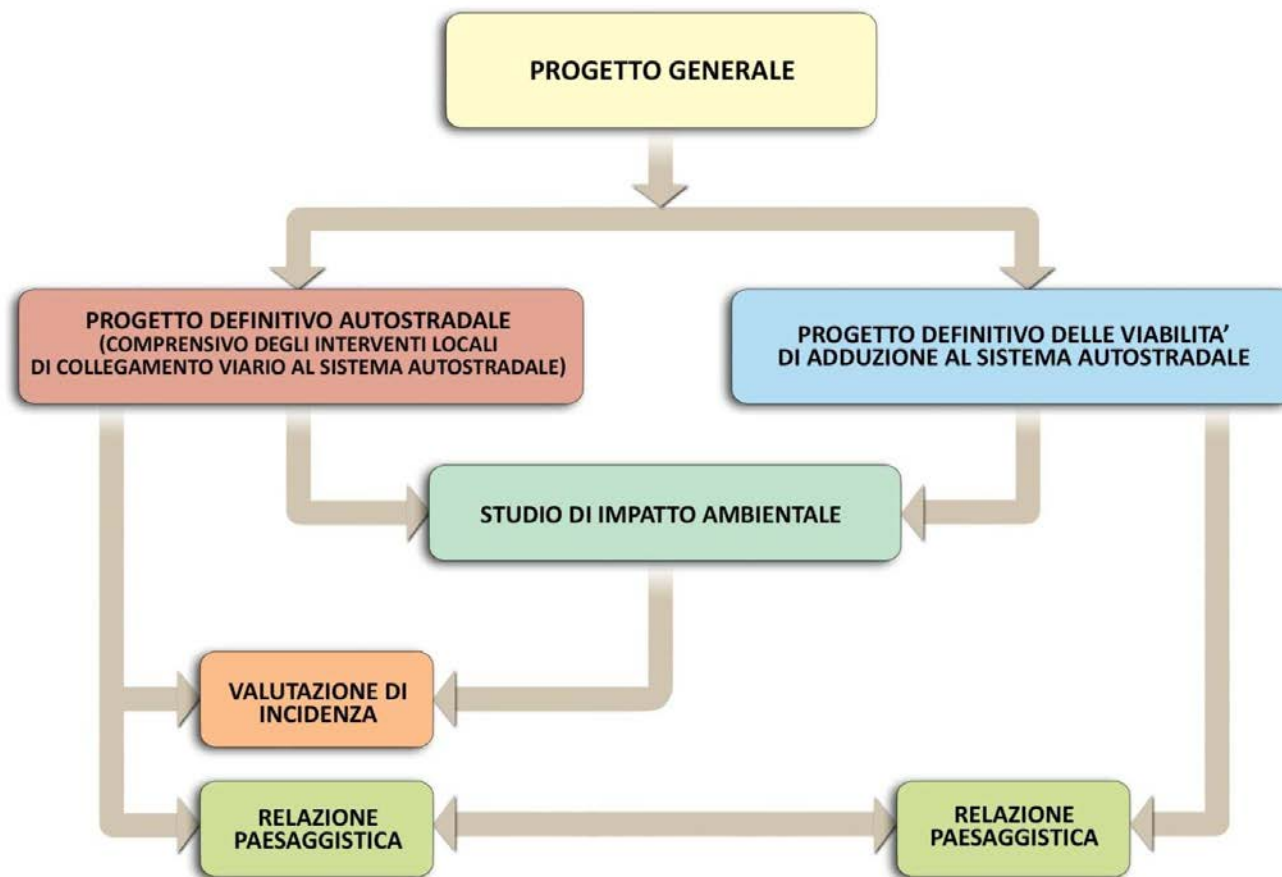 PROGETTO GENERALE
PROGETTO DEFINITIVO AUTOSTRADALE
(COMPRENSIVO DEGLI INTERVENTI LOCALI
DI COLLEGAMENTO VIARIO AL SISTEMA AUTOSTRADALE)
PROGETTO DEFINITIVO DELLE VIABILITA’
DI ADDUZIONE AL SISTEMA AUTOSTRADALE
STUDIO DI IMPATTO AMBIENTALE
VALUTAZIONE DI
INCIDENZA
RELAZIONE
PAESAGGISTICA
RELAZIONE
PAESAGGISTICA